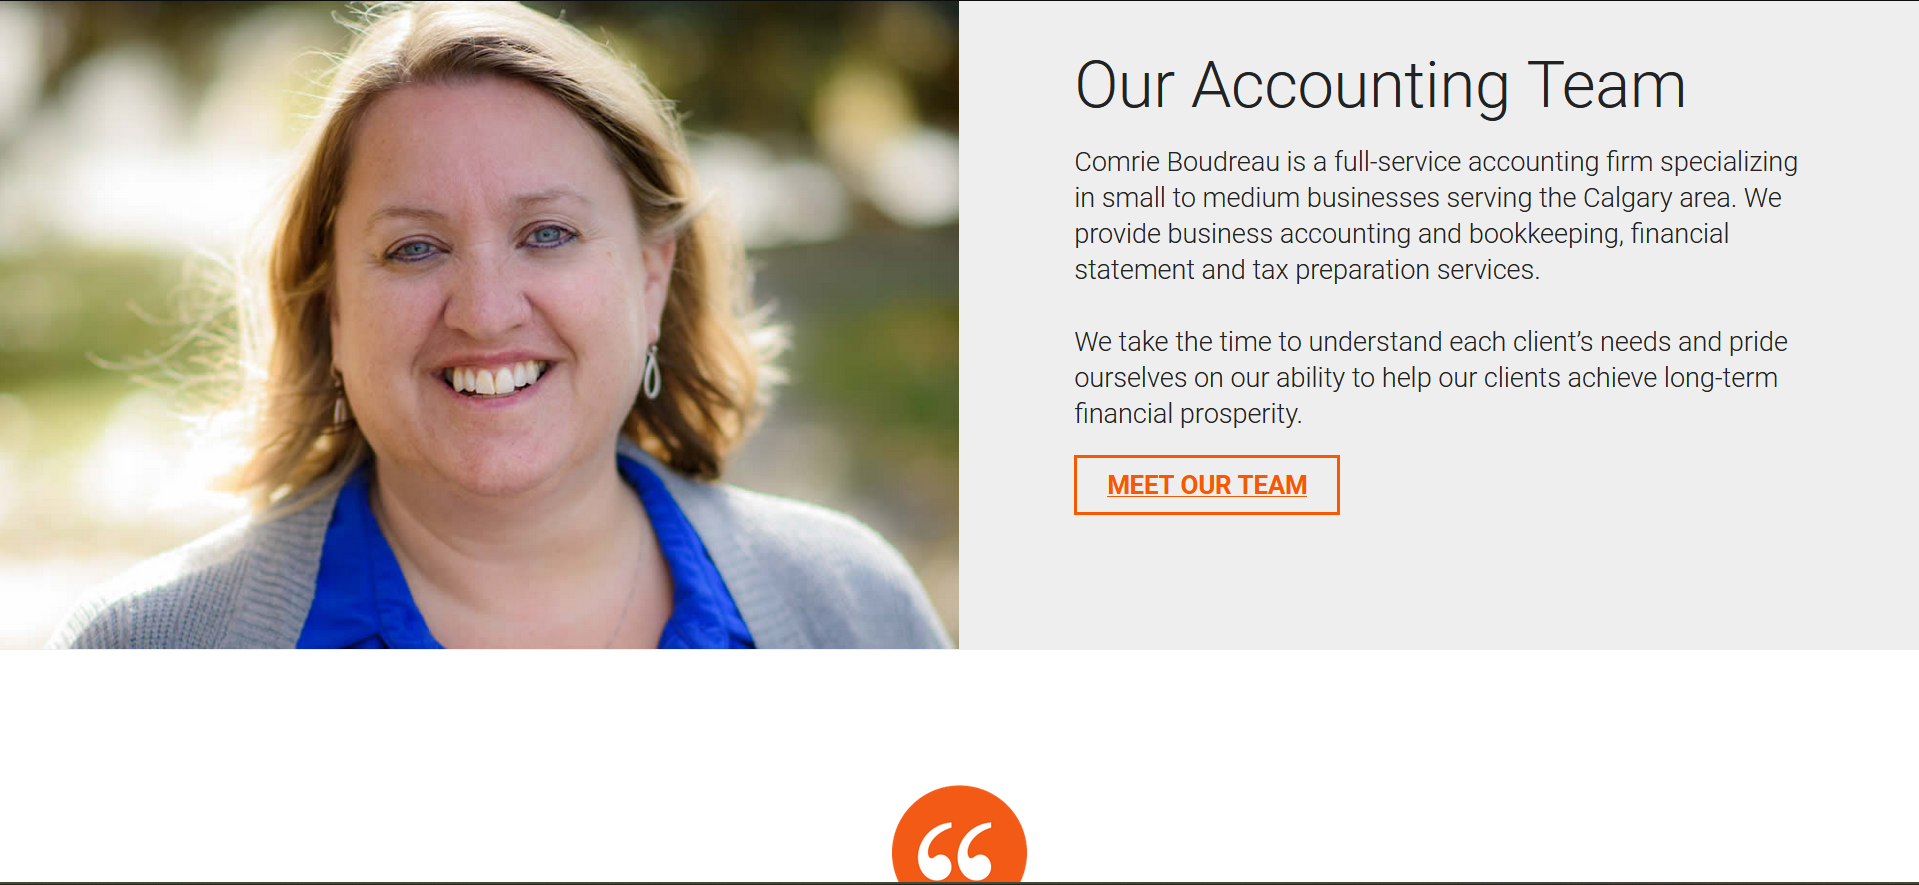 Our Accounting Team
Comrie Boudreau is a full-service accounting firm specializing
in small to medium businesses serving the Calgary area. We
provide business accounting and bookkeeping, financial
statement and tax preparation services.
We take the time to understand each client’s needs and pride
ourselves on our ability to help our clients achieve long-term
financial prosperity.
MEET OUR TEAM
“